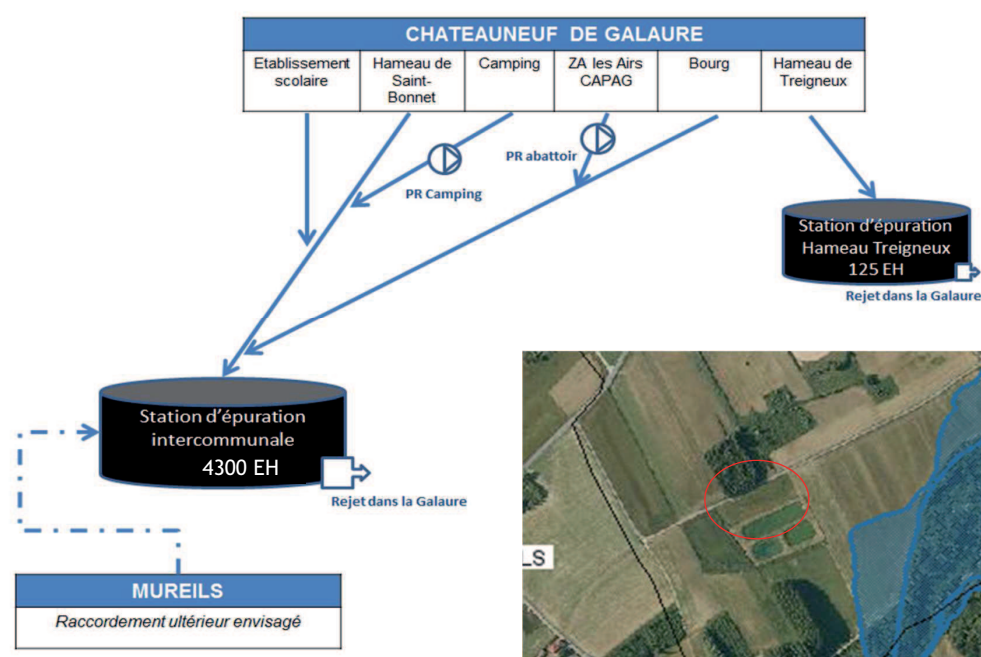 CHATEAUNEUF DE GALAURE
Etablissement
scolaire
Hameau de
Saint-
Bonnet
Camping
ZA les Airs
CAPAG
Bourg
Hameau de
Treigneux
PR Camping
PR abattoir
Station d'épuration
Hameau Treigneux
125 EH
Rejet dans la Galaure
Station d'épuration
intercommunale
4300 EH
Rejet dans la Galaure
LS
MUREILS
Raccordement ultérieur envisagé